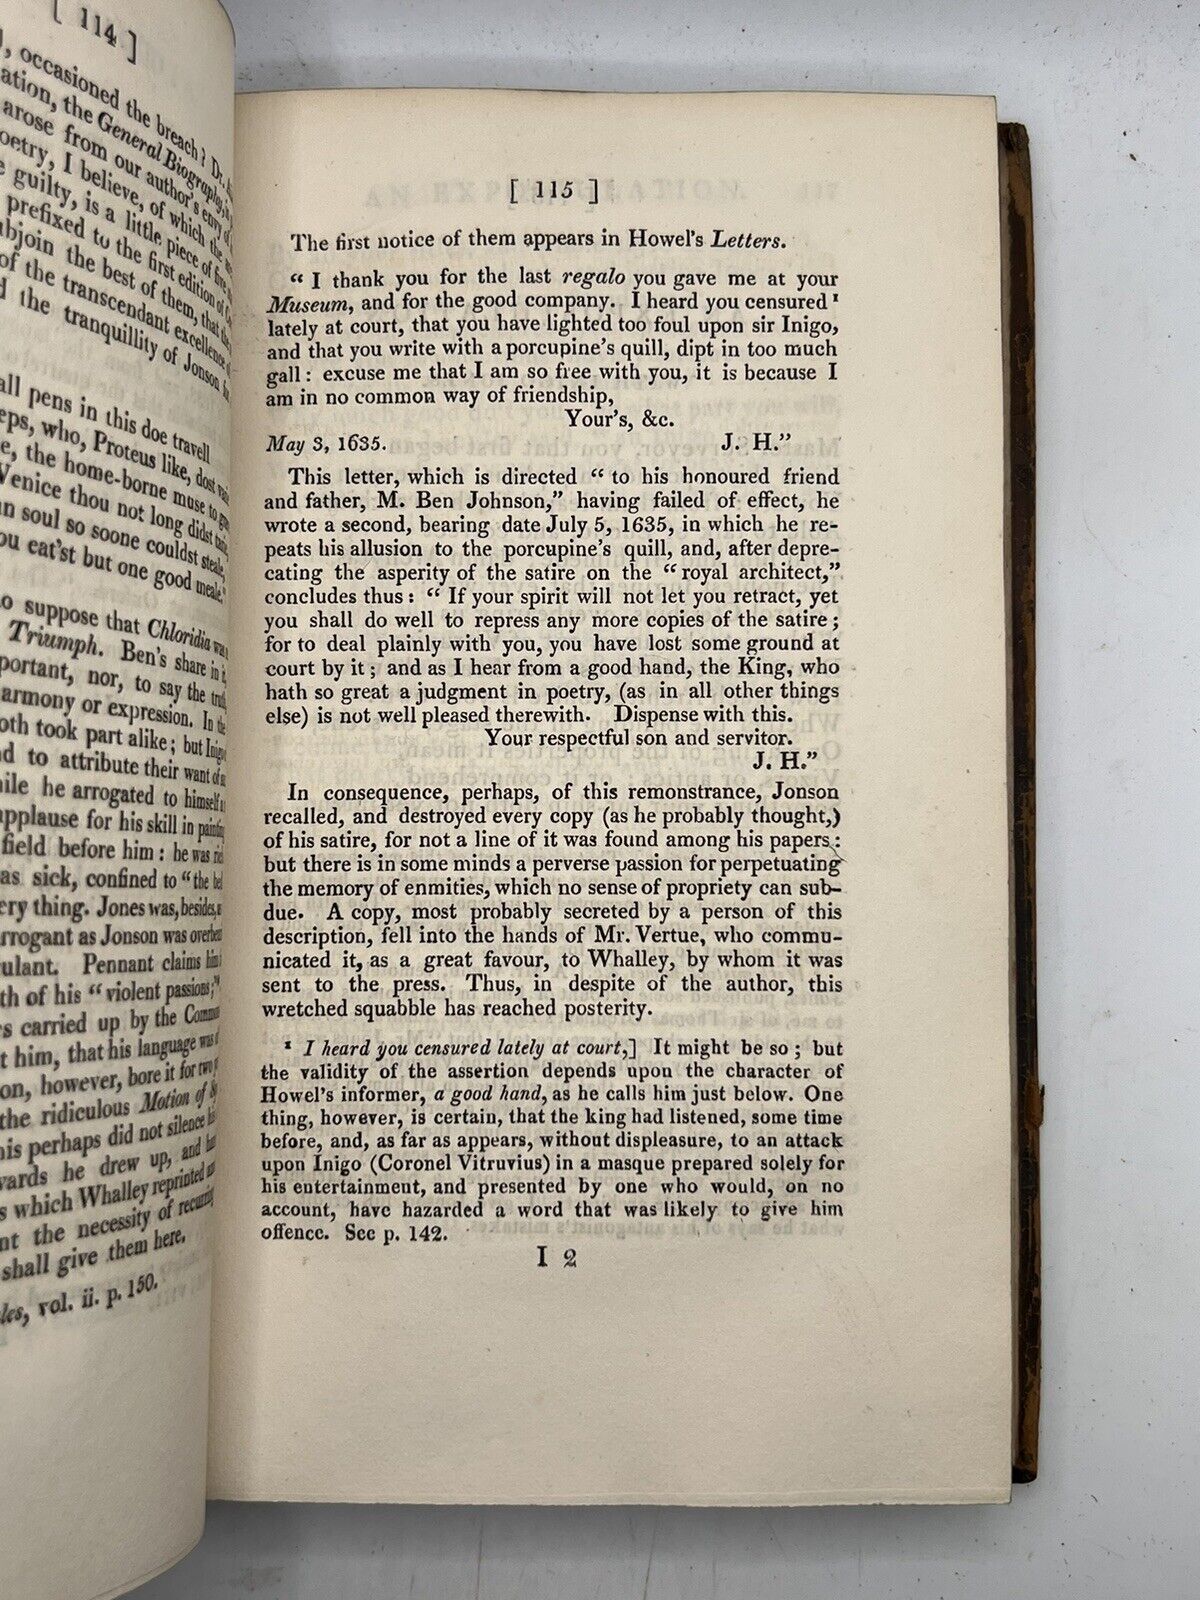 [ 114 ]
occasioned the breach? Dr.
ation, the General Biography,
arose from our author's envy of
poetry, I believe, of which the
guilty, is a little piece of five
prefixed to the first edition of
bjoin the best of them, that they
of the transcendant excellence of
the tranquillity of Jonson
all pens in this doe travell
eps, who, Proteus like, dost
e, the home-borne muse to
Venice thou not long didst
an soul so soone couldst steale,
ou eat'st but one good meale."
o suppose that Chloridia was
Triumph. Ben's share in it,
portant, nor, to say the truth,
armony or expression. In the
oth took part alike; but Inigo
d to attribute their want of
ile he arrogated to himself
applause for his skill in painting
field before him: he was rich
as sick, confined to "the bed
ery thing. Jones was, besides,
rrogant as Jonson was
ulant. Pennant claims him
th of his "violent passions;"
s carried up by the Common
t him, that his language was
on, however, bore it for two
the ridiculous Motion of
is perhaps did not silence his
wards he drew up, and
s which Whalley reprinted
nt the necessity of recurring
shall give them here.
les, vol. ii. p. 150.
[ 115 ]
The first notice of them appears in Howel's Letters.
"I thank you for the last regalo you gave me at your
Museum, and for the good company. I heard you censured¹
lately at court, that you have lighted too foul upon sir Inigo,
and that you write with a porcupine's quill, dipt in too much
gall: excuse me that I am so free with you, it is because I
am in no common way of friendship,
Your's, &c.
May 3, 1635. J. H."
This letter, which is directed "to his honoured friend
and father, M. Ben Johnson," having failed of effect, he
wrote a second, bearing date July 5, 1635, in which he re-
peats his allusion to the porcupine's quill, and, after depre-
cating the asperity of the satire on the "royal architect,"
concludes thus: "If your spirit will not let you retract, yet
you shall do well to repress any more copies of the satire;
for to deal plainly with you, you have lost some ground at
court by it; and as I hear from a good hand, the King, who
hath so great a judgment in poetry, (as in all other things
else) is not well pleased therewith. Dispense with this.
Your respectful son and servitor.
J. H."
In consequence, perhaps, of this remonstrance, Jonson
recalled, and destroyed every copy (as he probably thought,)
of his satire, for not a line of it was found among his papers:
but there is in some minds a perverse passion for perpetuating
the memory of enmities, which no sense of propriety can sub-
due. A copy, most probably secreted by a person of this
description, fell into the hands of Mr. Vertue, who commu-
nicated it, as a great favour, to Whalley, by whom it was
sent to the press. Thus, in despite of the author, this
wretched squabble has reached posterity.
¹ I heard you censured lately at court,] It might be so; but
the validity of the assertion depends upon the character of
Howel's informer, a good hand, as he calls him just below. One
thing, however, is certain, that the king had listened, some time
before, and, as far as appears, without displeasure, to an attack
upon Inigo (Coronel Vitruvius) in a masque prepared solely for
his entertainment, and presented by one who would, on no
account, have hazarded a word that was likely to give him
offence. See p. 142.
I 2